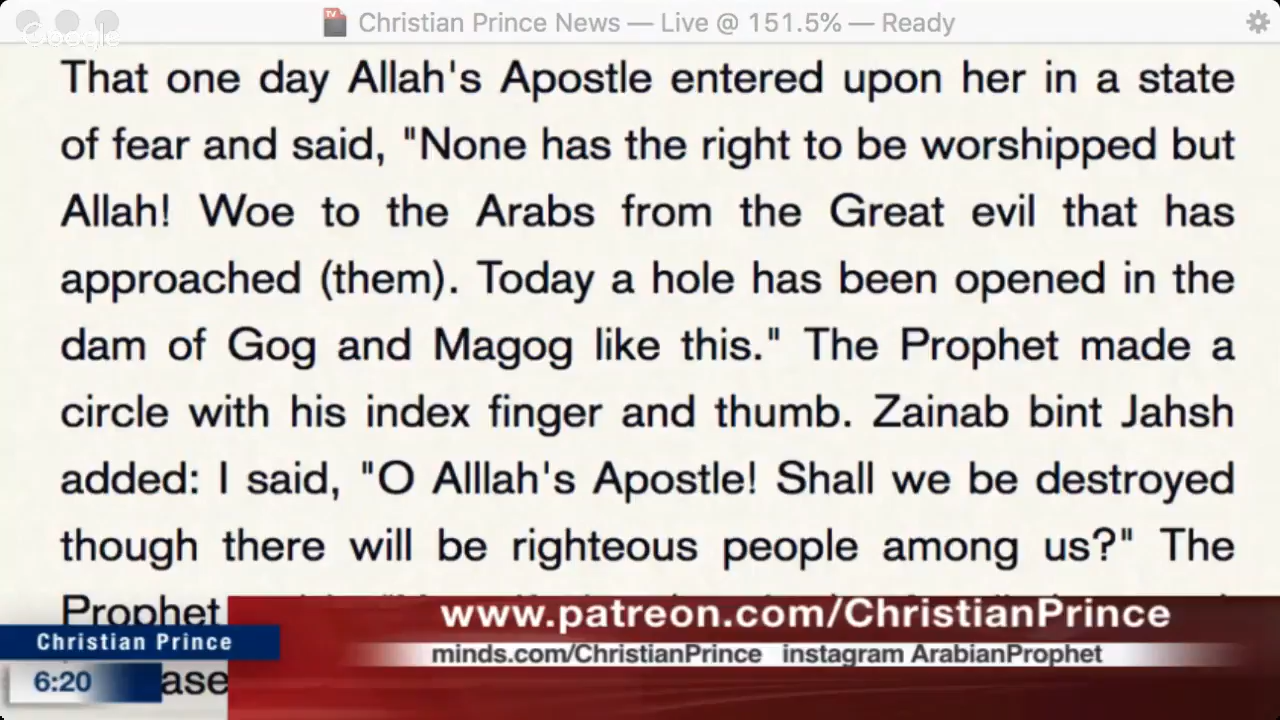 Christian Prince News — Live @ 151.5% — Ready
Google
That one day Allah's Apostle entered upon her in a state
of fear and said, "None has the right to be worshipped but
Allah! Woe to the Arabs from the Great evil that has
approached (them). Today a hole has been opened in the
dam of Gog and Magog like this." The Prophet made a
circle with his index finger and thumb. Zainab bint Jahsh
added: I said, "O Alllah's Apostle! Shall we be destroyed
though there will be righteous people among us?" The
Prophet
www.patreon.com/ChristianPrince
Christian Prince
minds.com/ChristianPrince instagram ArabianProphet
6:20